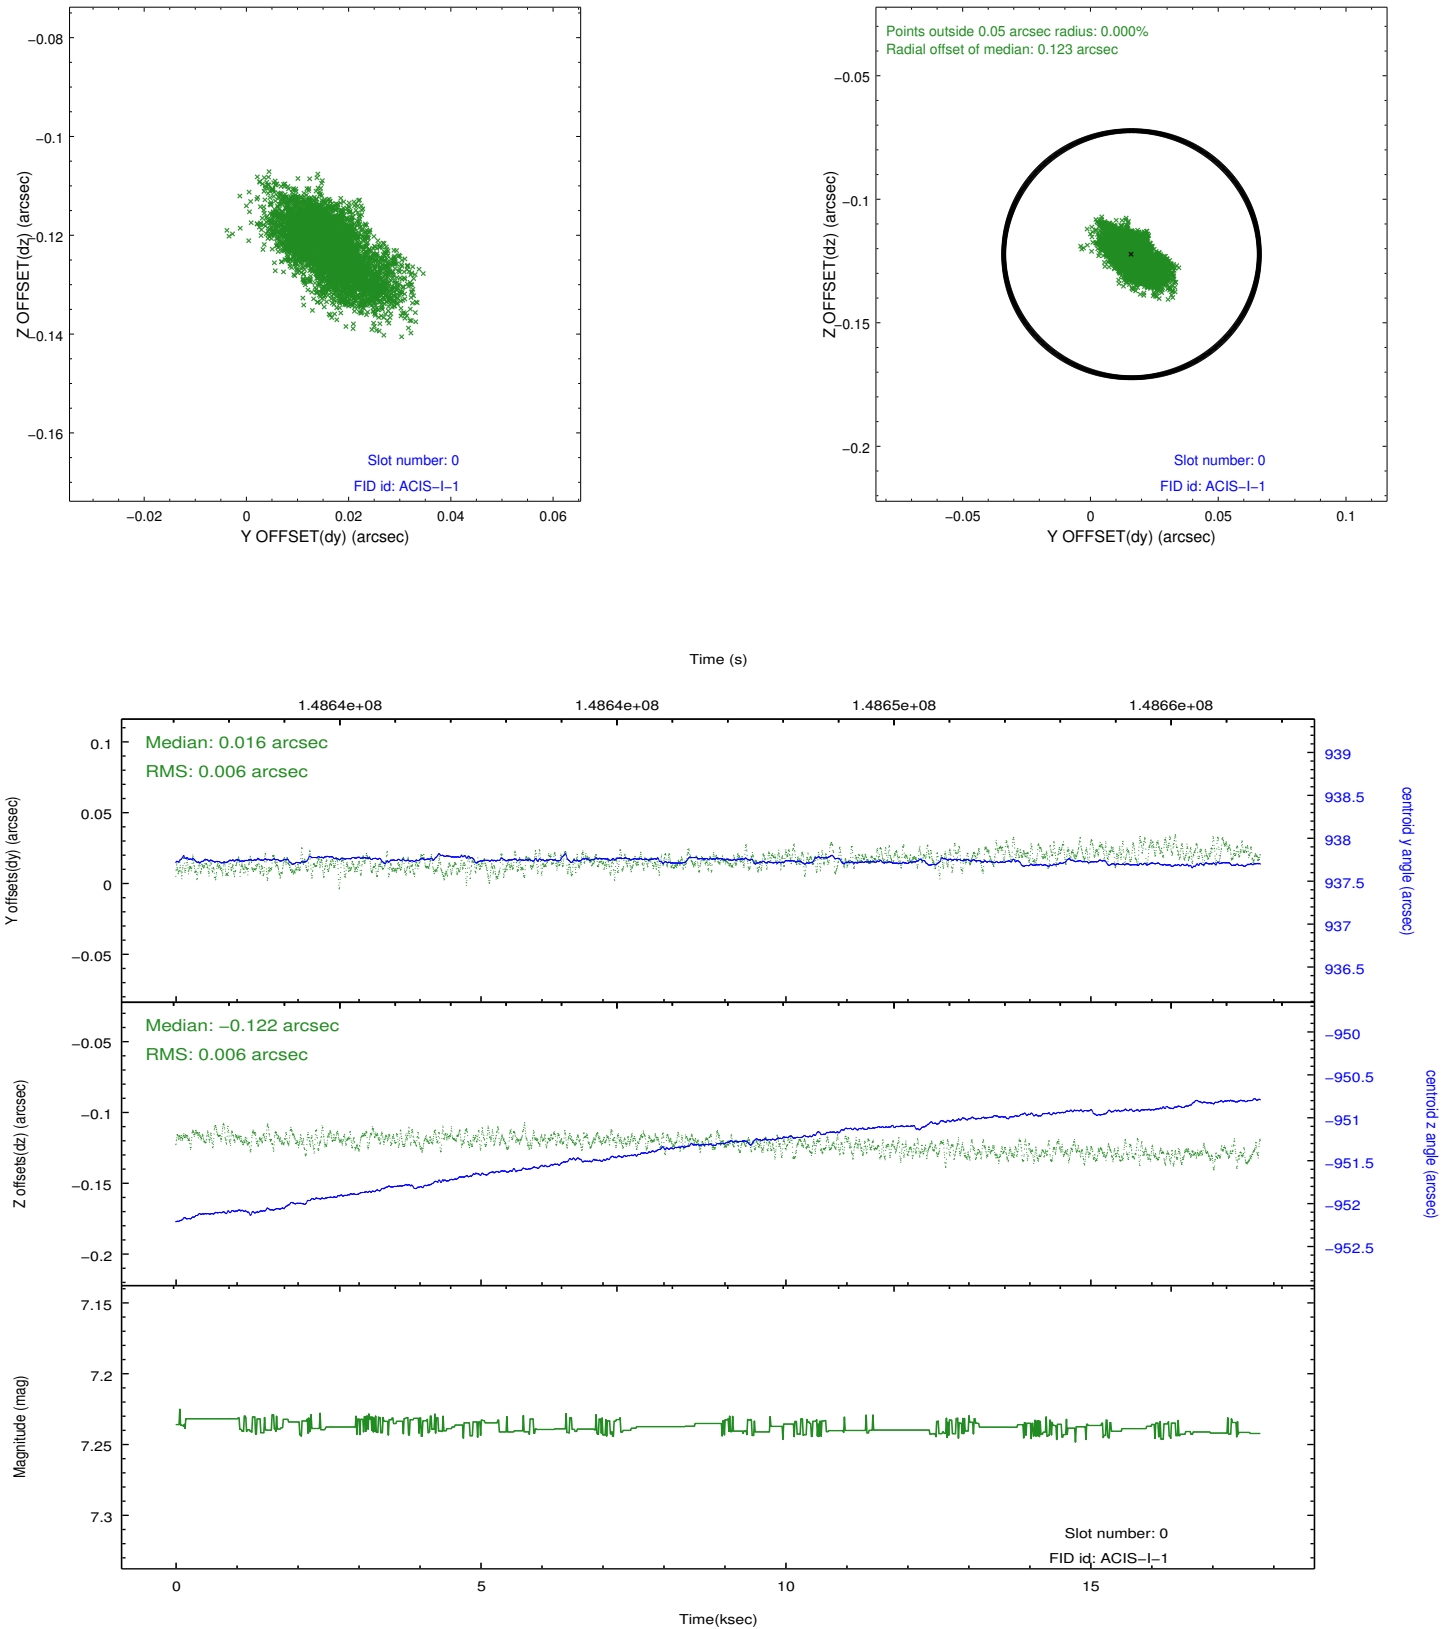 −0.08
−0.1
−0.12
−0.14
−0.16
Z OFFSET(dz) (arcsec)
Slot number: 0
FID id: ACIS−I−1
−0.02
0
0.02
0.04
0.06
Y OFFSET(dy) (arcsec)
Points outside 0.05 arcsec radius: 0.000%
Radial offset of median: 0.123 arcsec
−0.05
−0.1
−0.15
−0.2
Z OFFSET(dz) (arcsec)
Slot number: 0
FID id: ACIS−I−1
−0.05
0
0.05
0.1
Y OFFSET(dy) (arcsec)
Time (s)
1.4864e+08
1.4864e+08
1.4865e+08
1.4866e+08
Median: 0.016 arcsec
RMS: 0.006 arcsec
0.1
0.05
0
−0.05
Y offsets(dy) (arcsec)
939
938.5
938
937.5
937
936.5
centroid y angle (arcsec)
Median: −0.122 arcsec
RMS: 0.006 arcsec
−0.05
−0.1
−0.15
−0.2
Z offsets(dz) (arcsec)
−950
−950.5
−951
−951.5
−952
−952.5
centroid z angle (arcsec)
7.15
7.2
7.25
7.3
Magnitude (mag)
Slot number: 0
FID id: ACIS−I−1
0
5
10
15
Time(ksec)